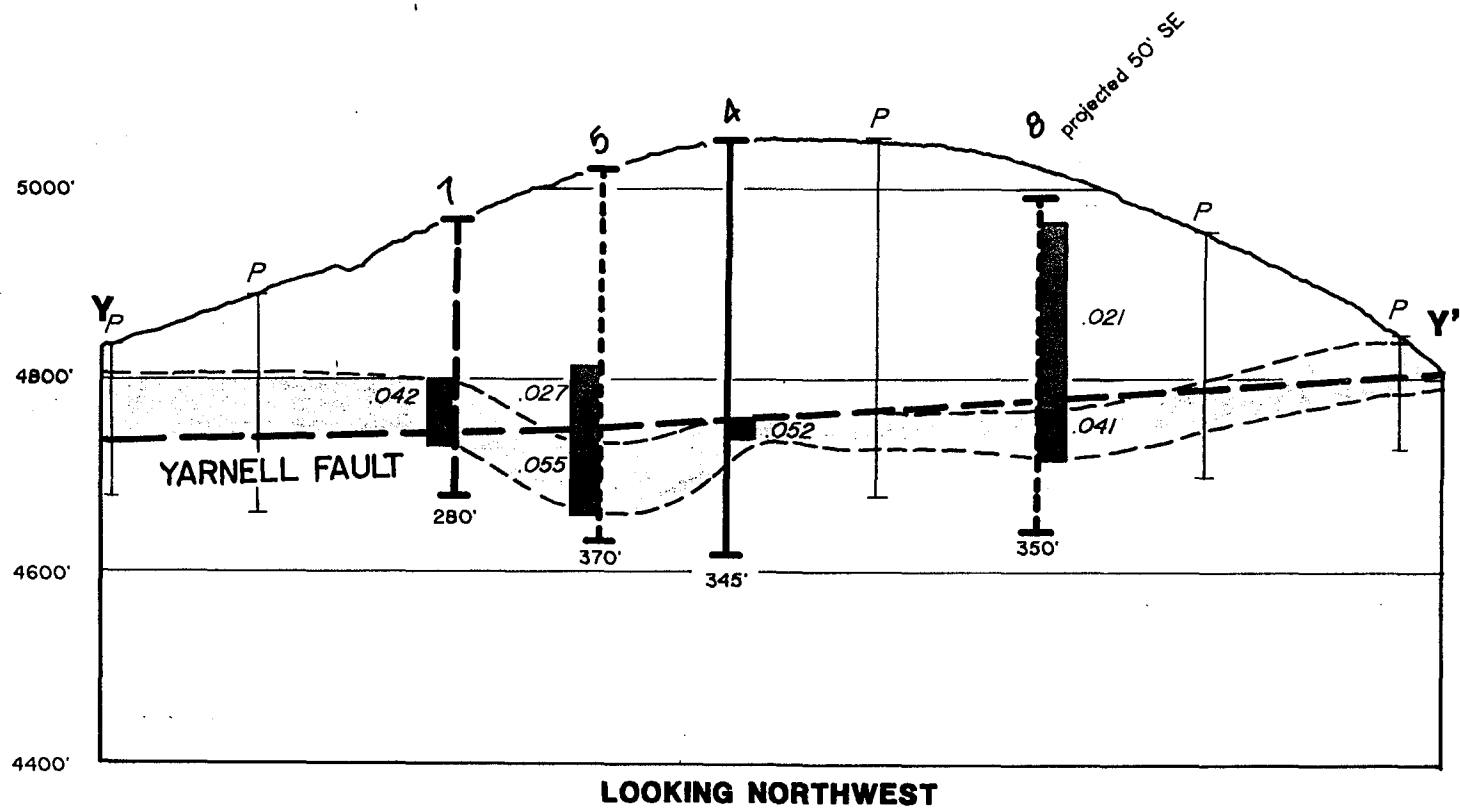 projected 50' SE
8
4
P
5
5000'
7
P
P
.021
Y
P
P
Y'
4800'
.042
.027
.052
.041
.055
YARNELL FAULT
280'
370'
350'
4600'
345'
4400'
LOOKING NORTHWEST